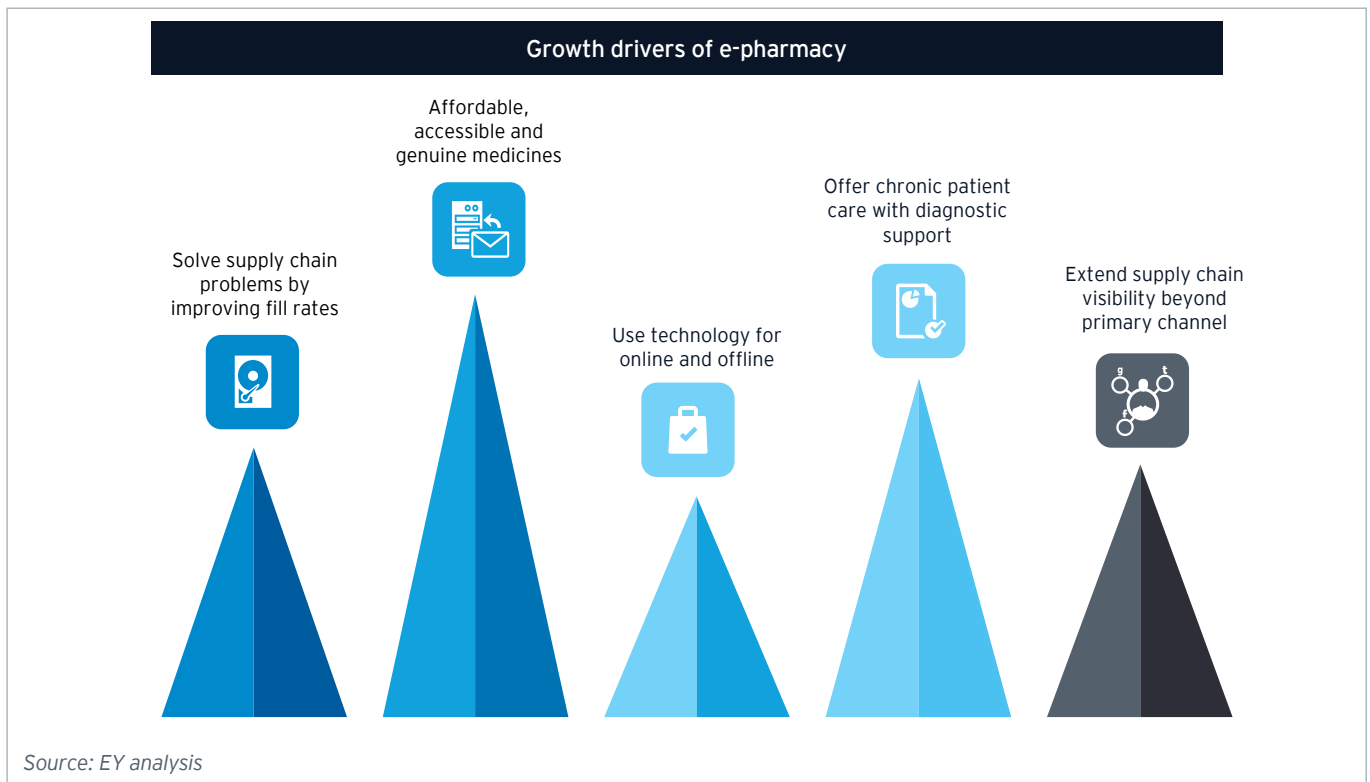 Growth drivers of e-pharmacy
Solve supply chain
problems by
improving fill rates
Affordable,
accessible and
genuine medicines
Use technology for
online and offline
Offer chronic patient
care with diagnostic
support
Extend supply chain
visibility beyond
primary channel
g
t
f
Source: EY analysis